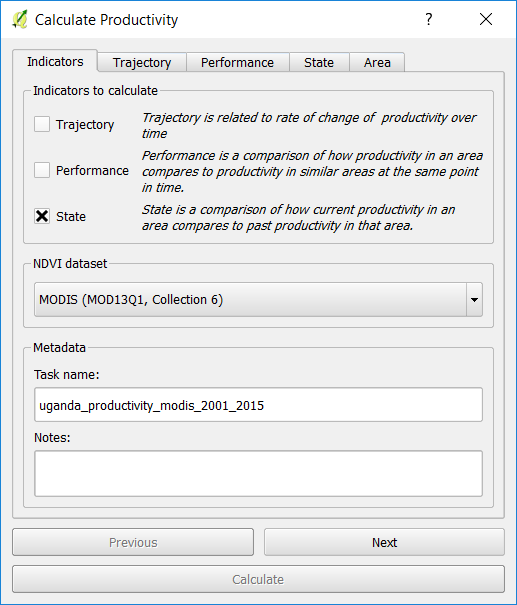 Calculate Productivity
?
Indicators
Trajectory
Performance
State
Area
Indicators to calculate
Trajectory
Trajectory is related to rate of change of productivity over
time
Performance
Performance is a comparison of how productivity in an area
compares to productivity in similar areas at the same point
in time.
State
State is a comparison of how current productivity in an
area compares to past productivity in that area.
NDVI dataset
MODIS (MOD13Q1, Collection 6)
Metadata
Task name:
uganda_productivity_modis_2001_2015
Notes:
Previous
Next
Calculate